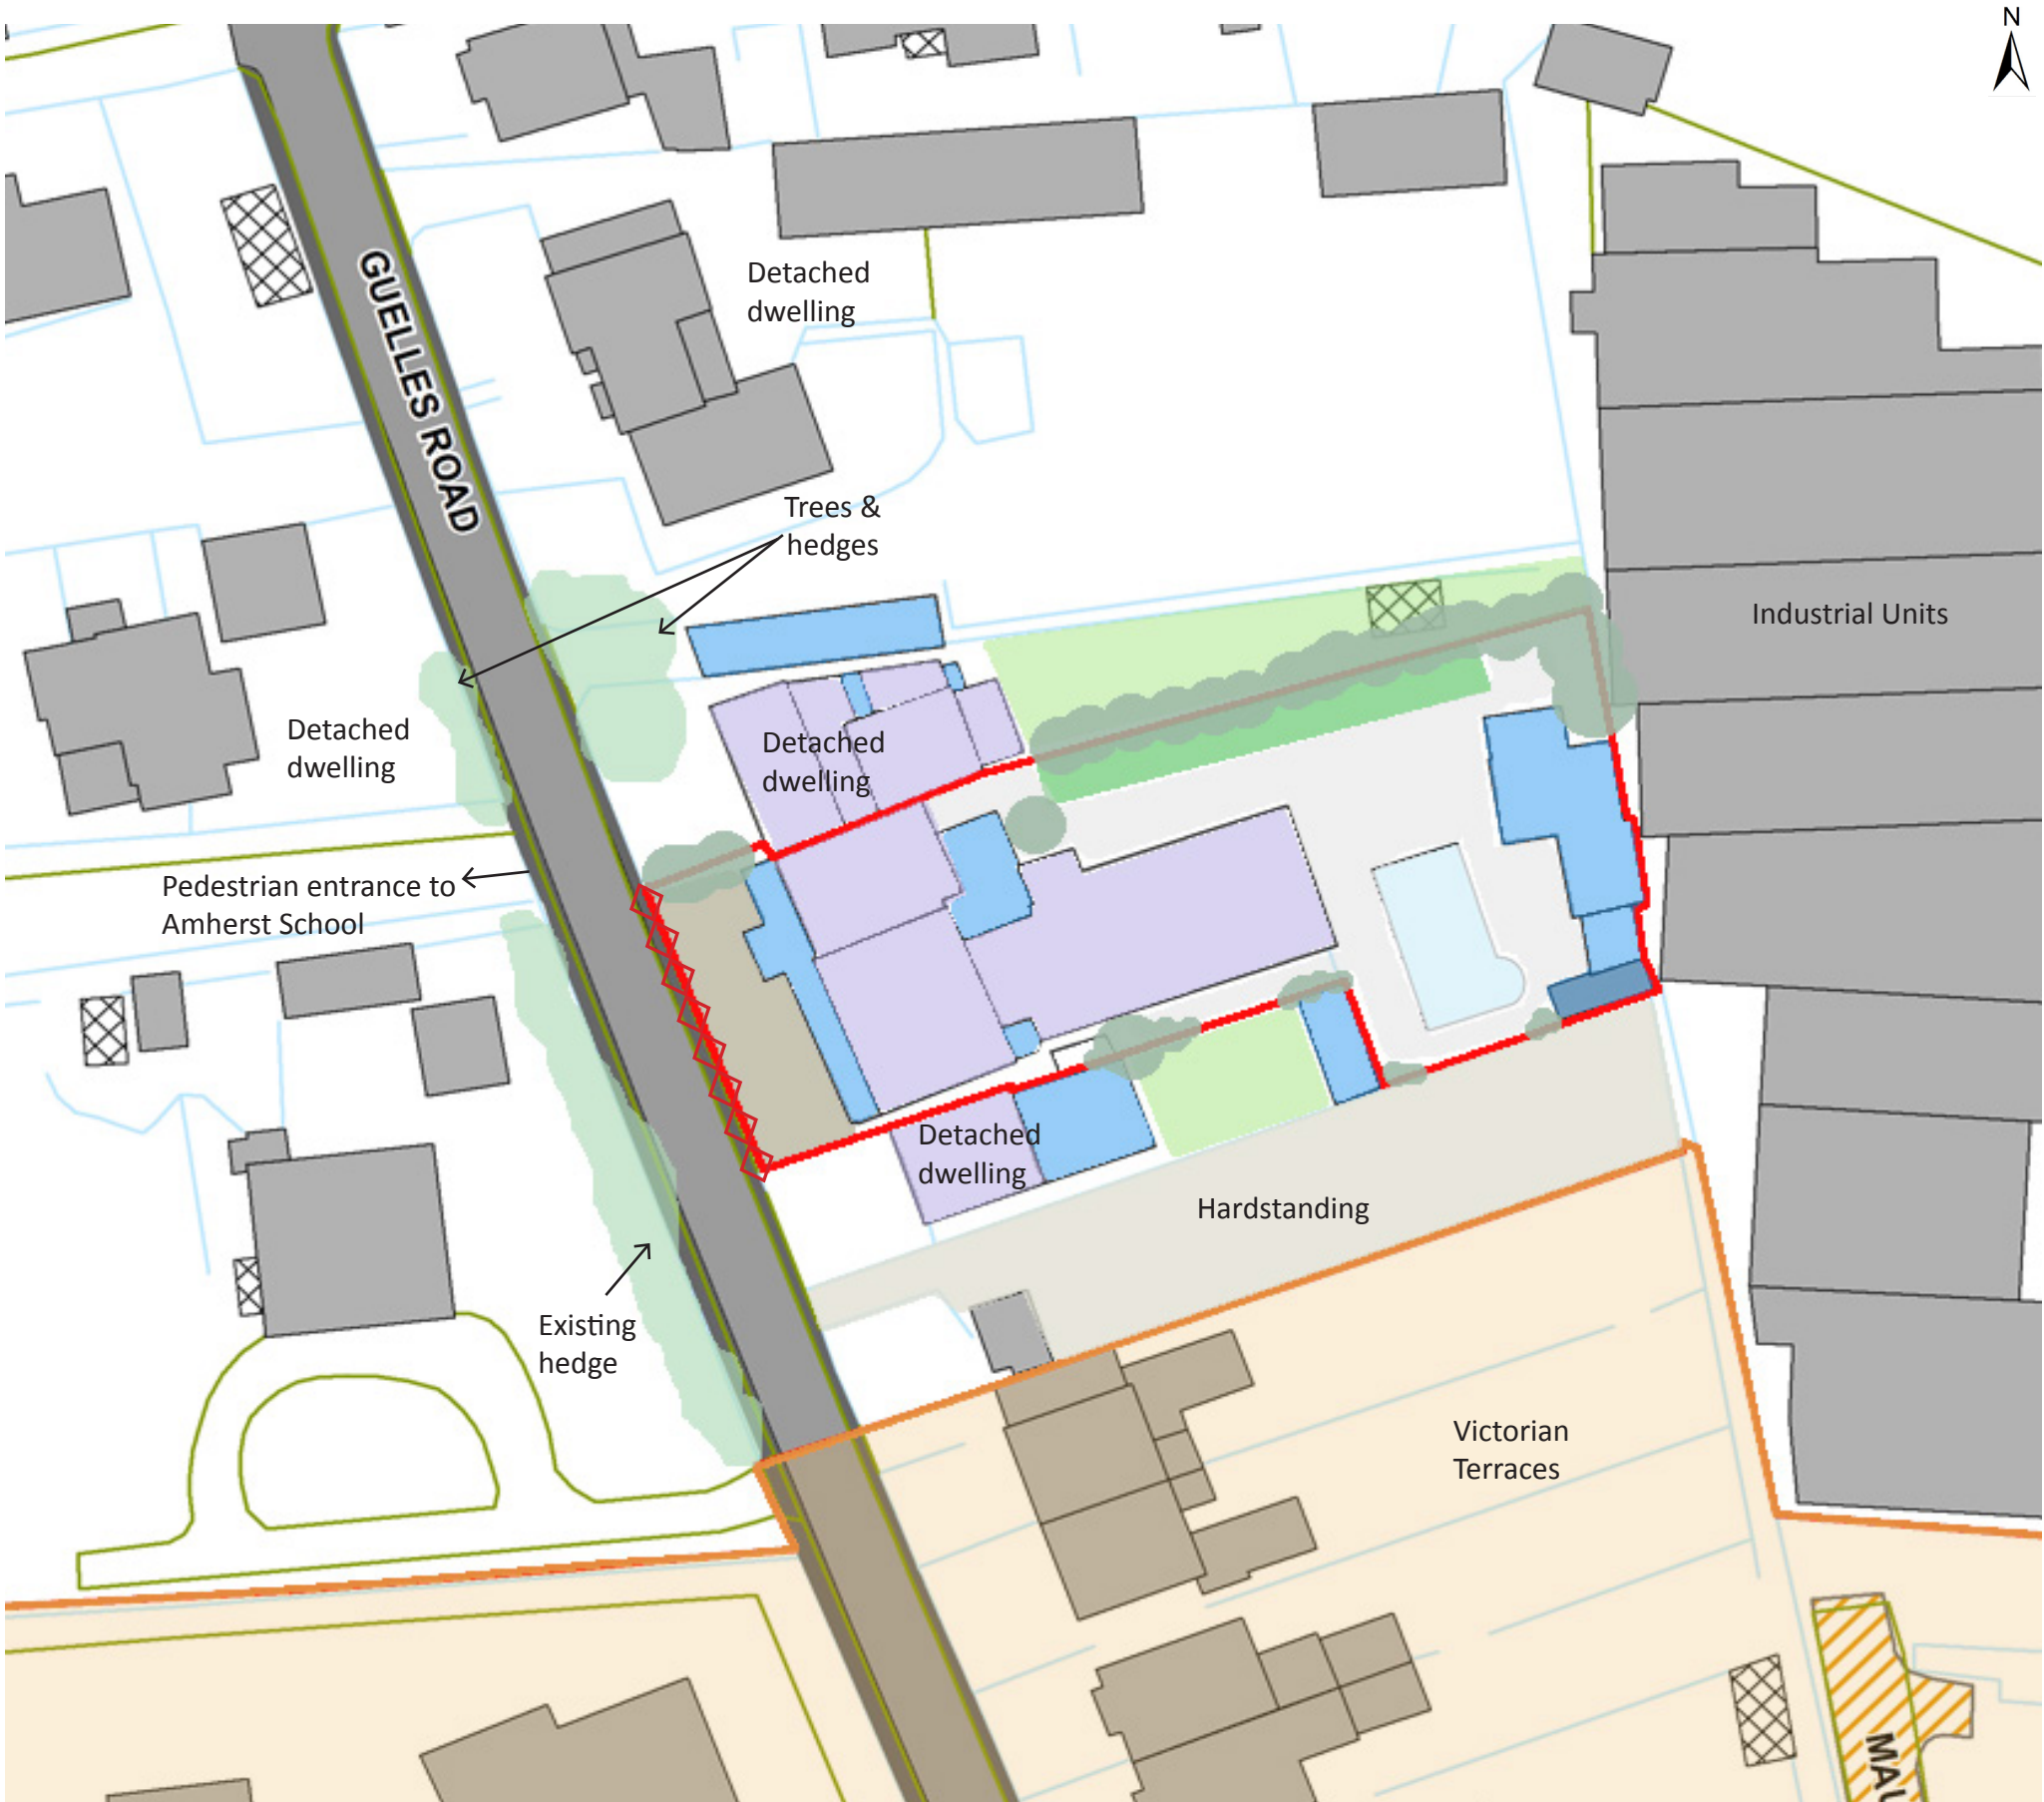 N
GUELLES ROAD
Detached
dwelling
Trees &
hedges
Industrial Units
Detached
dwelling
Detached
dwelling
Pedestrian entrance to
Amherst School
Detached
dwelling
Hardstanding
Existing
hedge
Victorian
Terraces
MAU